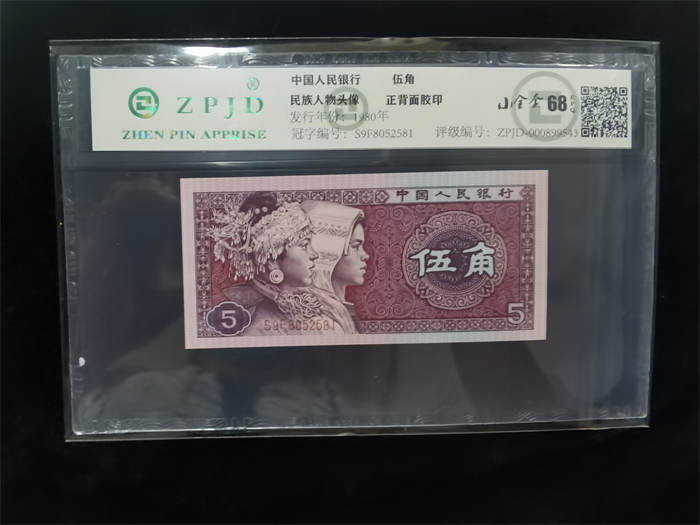 中国人民银行 伍角
ZPJD ®
民族人物头像 正背面胶印
68
ZHEN PIN APPRISE
发行年份：1980年
冠字编号：S9F8052581 评级编号：ZPJD-000899543
中国人民银行
伍角
5
S9F8052581
5